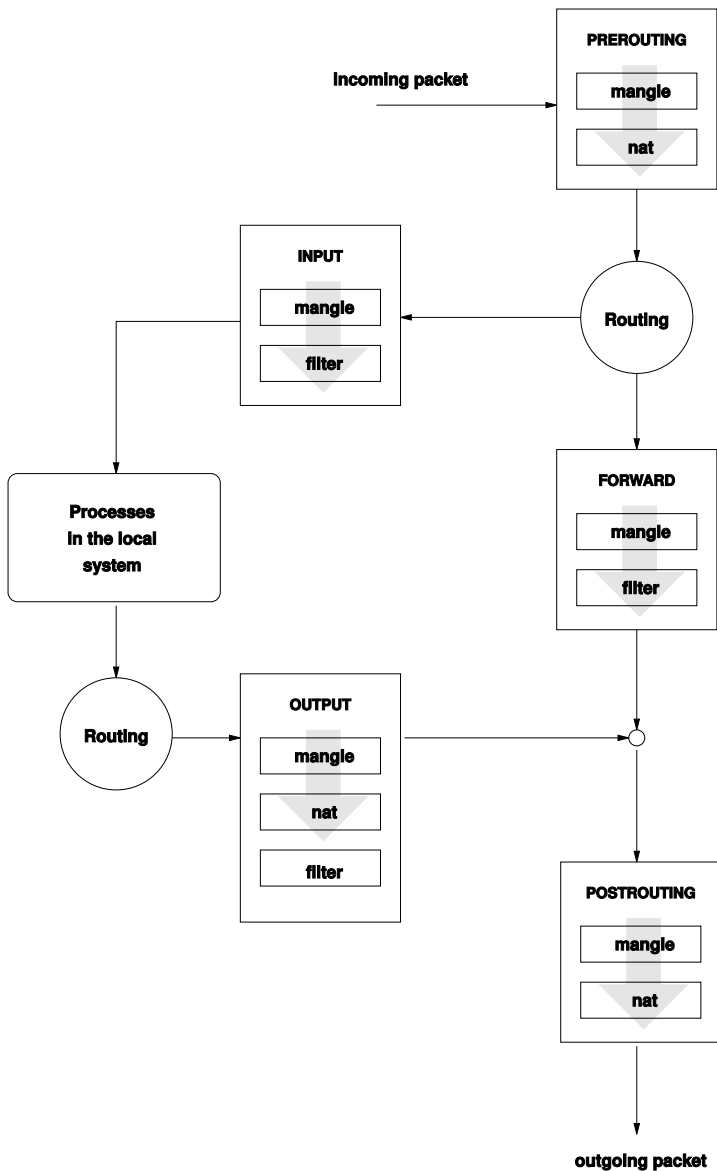 PREROUTING
Incoming packet
mangle
nat
INPUT
mangle
filter
Routing
FORWARD
mangle
filter
Processes
in the local
system
Routing
OUTPUT
mangle
nat
filter
POSTROUTING
mangle
nat
outgoing packet